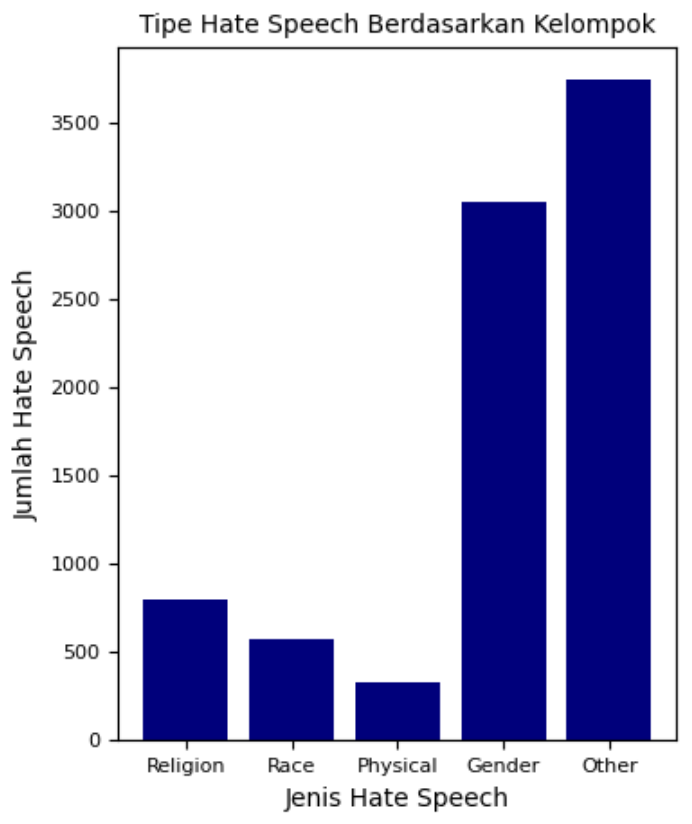 Tipe Hate Speech Berdasarkan Kelompok
Jumlah Hate Speech
3500
3000
2500
2000
1500
1000
500
0
Religion Race Physical Gender Other
Jenis Hate Speech